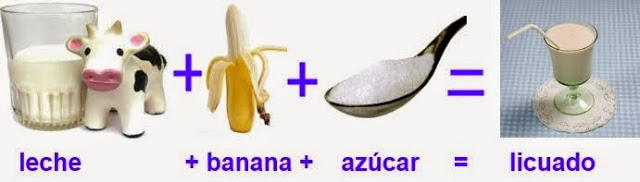 + + =
leche + banana + azúcar = licuado